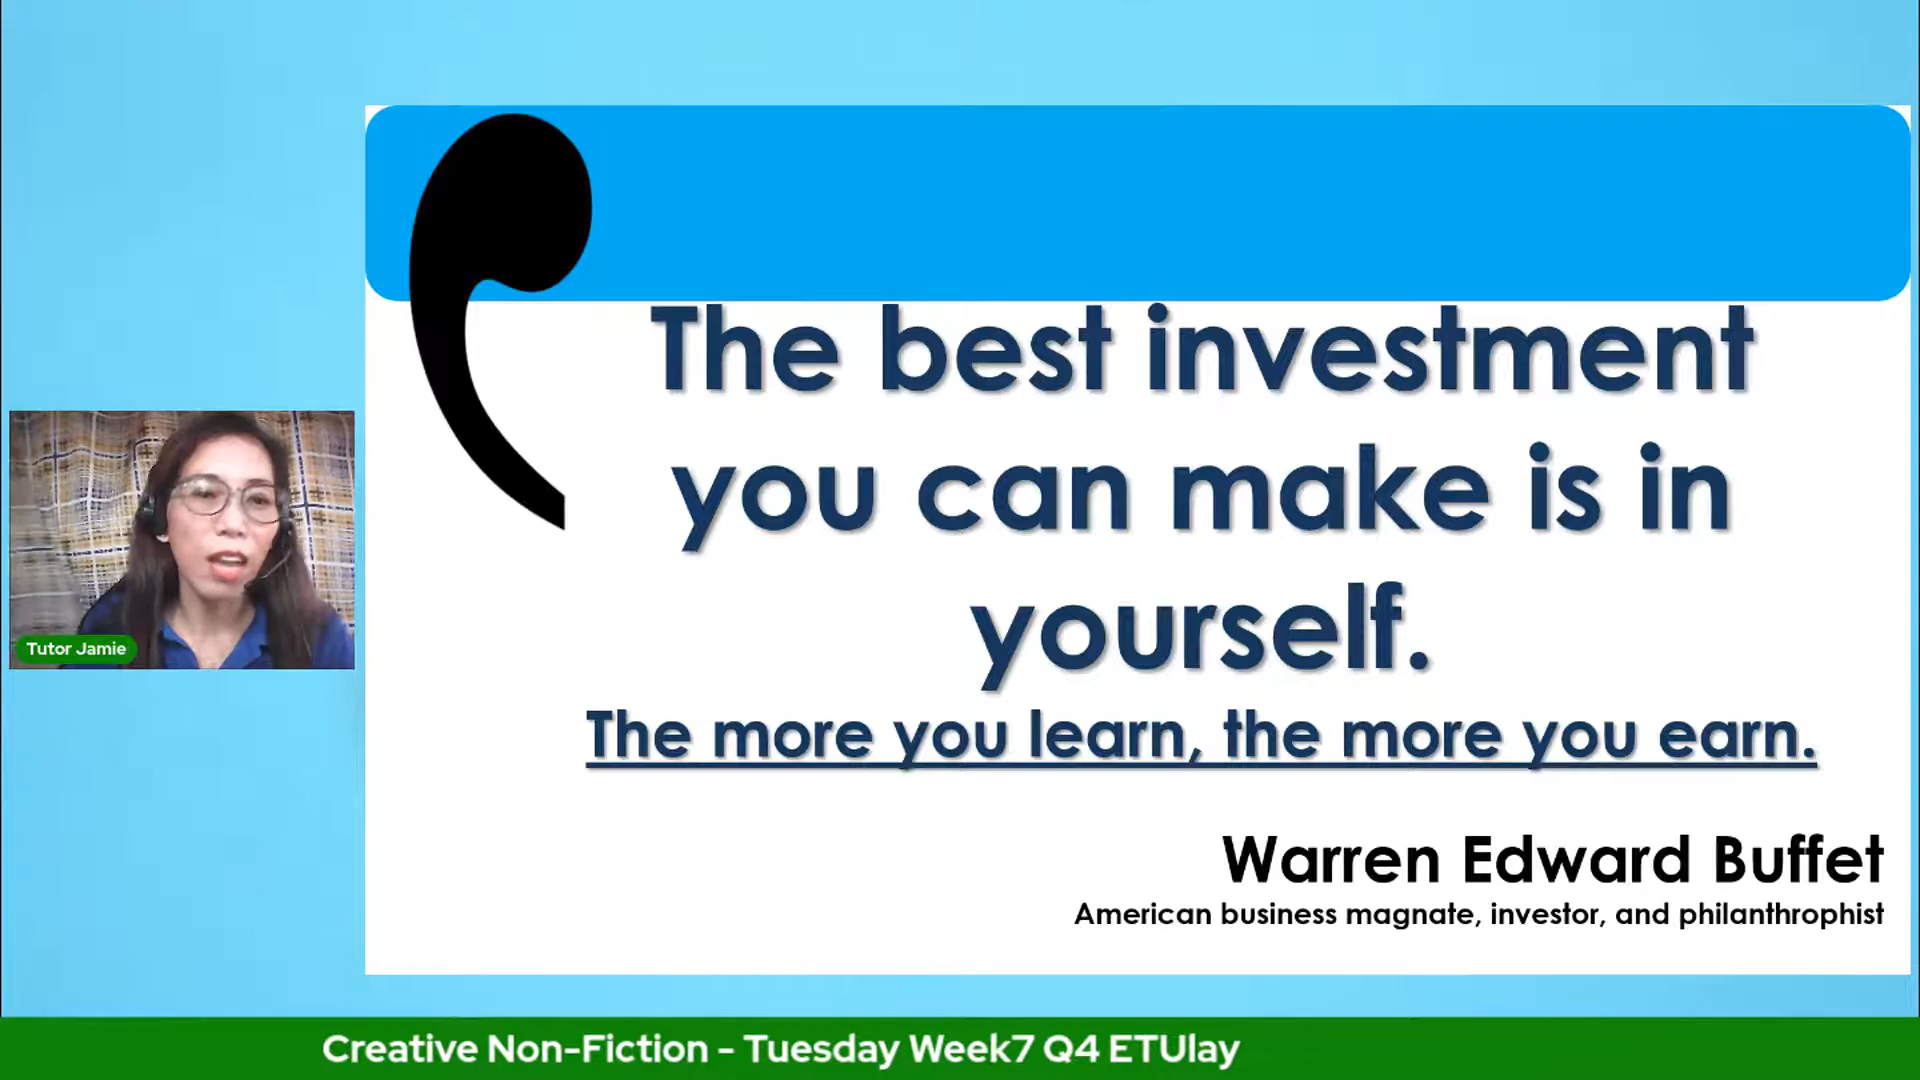 The best investment
you can make is in
yourself.
The more you learn, the more you earn.
Warren Edward Buffet
American business magnate, investor, and philanthrophist
Tutor Jamie
Creative Non-Fiction - Tuesday Week7 Q4 ETUlay